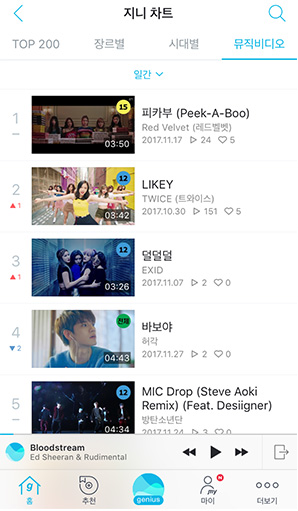 지니 차트
TOP 200 장르별 시대별 뮤직비디오
일간
1
15
03:50
피카부 (Peek-A-Boo)
Red Velvet (레드벨벳)
2017.11.17 24 5
2
1
12
03:42
LIKEY
TWICE (트와이스)
2017.10.30 151 5
3
1
12
03:26
덜덜덜
EXID
2017.11.07 2 0
4
2
전체
04:43
바보야
허각
2017.11.27 2 0
5
12
04:34
MIC Drop (Steve Aoki
Remix) (Feat. Desiigner)
방탄소년단
2017.11.24 3 0
Bloodstream
Ed Sheeran & Rudimental
g
홈
추천
genius
my
N
마이
더보기